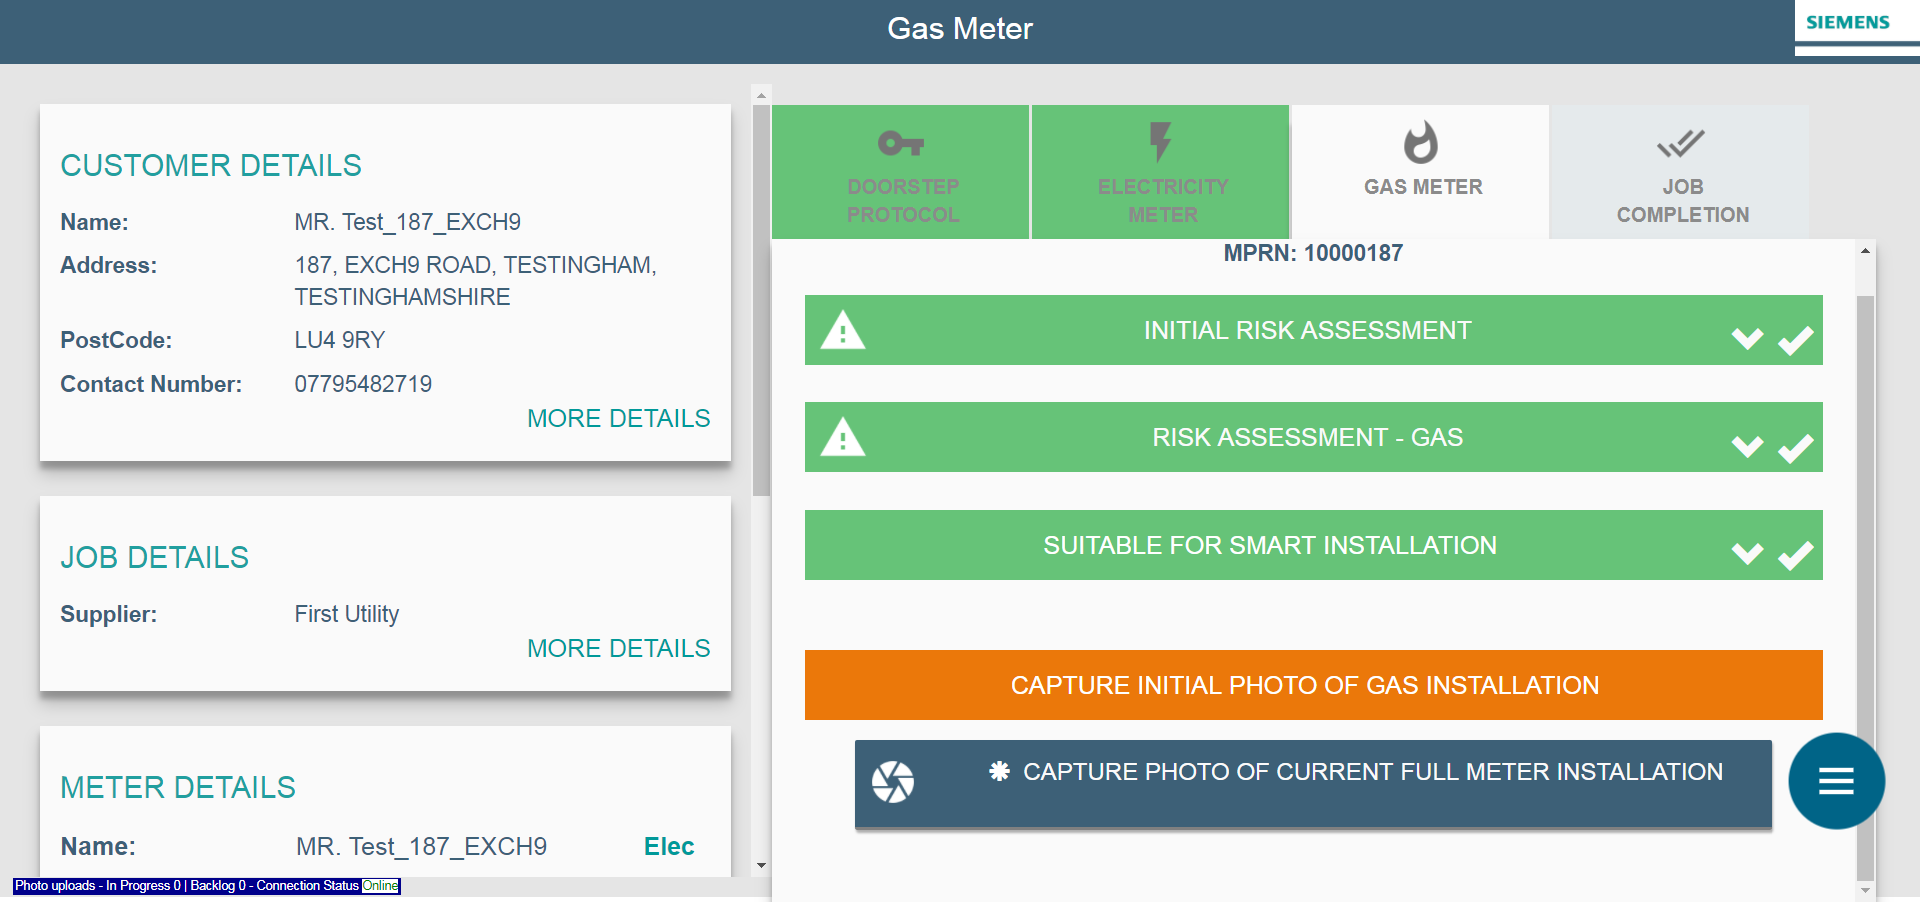 Gas Meter
SIEMENS
CUSTOMER DETAILS
Name: MR. Test_187_EXCH9
Address: 187, EXCH9 ROAD, TESTINGHAM,
TESTINGHAMSHIRE
PostCode: LU4 9RY
Contact Number: 07795482719
MORE DETAILS
JOB DETAILS
Supplier: First Utility
MORE DETAILS
METER DETAILS
Name: MR. Test_187_EXCH9 Elec
Photo uploads - In Progress 0 | Backlog 0 - Connection Status Online
DOORSTEP
PROTOCOL
ELECTRICITY
METER
GAS METER
JOB
COMPLETION
MPRN: 10000187
INITIAL RISK ASSESSMENT
RISK ASSESSMENT - GAS
SUITABLE FOR SMART INSTALLATION
CAPTURE INITIAL PHOTO OF GAS INSTALLATION
✱ CAPTURE PHOTO OF CURRENT FULL METER INSTALLATION